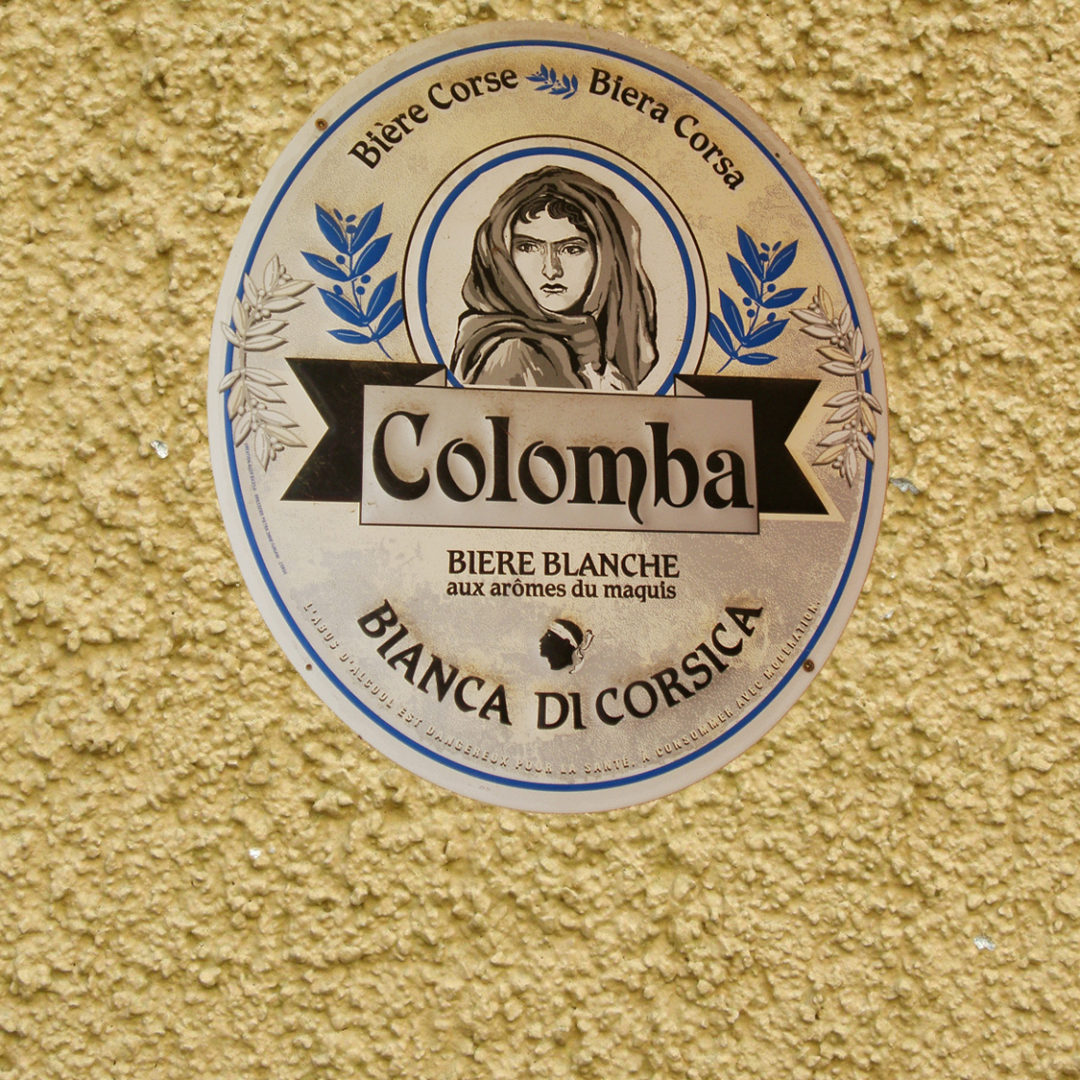 Bière Corse Biera Corsa
Colomba
BIERE BLANCHE
aux arômes du maquis
BIANCA DI CORSICA
L'ABUS D'ALCOOL EST DANGEREUX POUR LA SANTÉ. A CONSOMMER AVEC MODERATION.